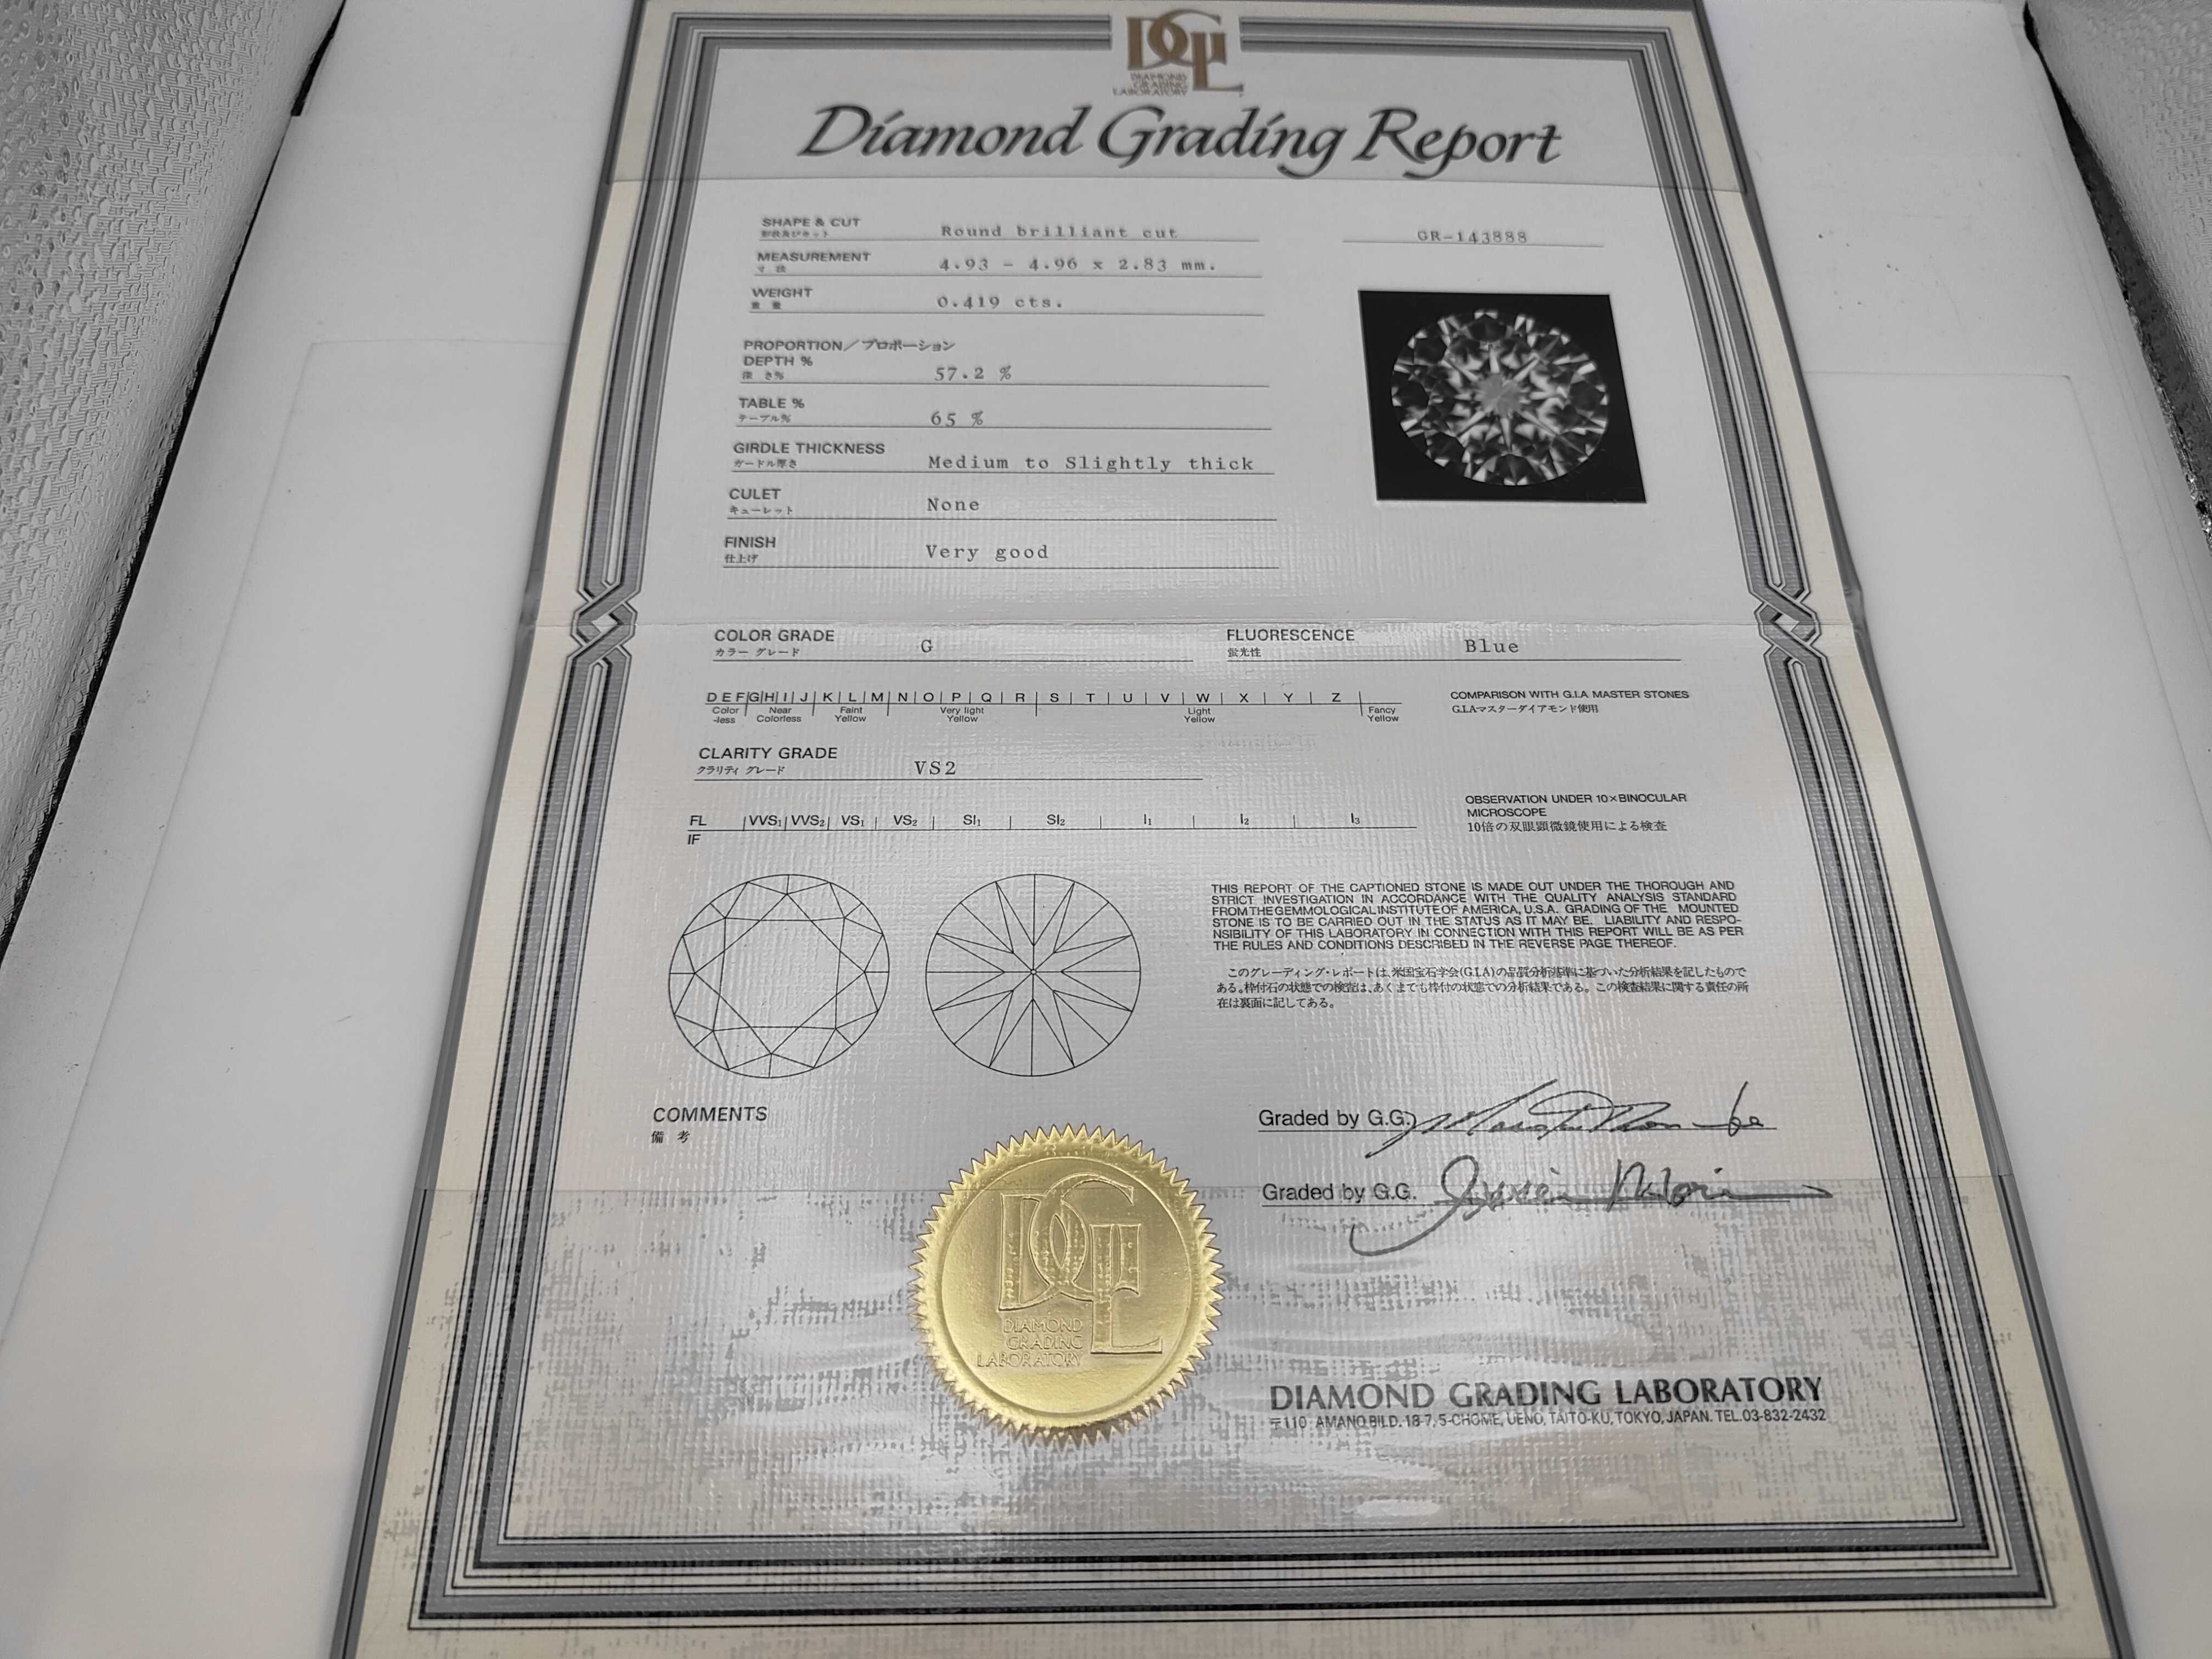 DGL
DIAMOND
GRADING
LABORATORY
Diamond Grading Report
SHAPE & CUT Round brilliant cut
形状及びカット
GR-143888
MEASUREMENT 4.93 - 4.96 x 2.83 mm.
寸 法
WEIGHT 0.419 cts.
重 量
PROPORTION／プロポーション
DEPTH % 57.2 %
深 さ%
TABLE % 65 %
テーブル%
GIRDLE THICKNESS Medium to Slightly thick
ガードル厚さ
CULET None
キューレット
FINISH Very good
仕上げ
COLOR GRADE G
カラー グレード
FLUORESCENCE Blue
蛍光性
D E F|G|H|I|J|K|L|M|N|O|P|Q|R|S|T|U|V|W|X|Y|Z|
Color-less Near Colorless Faint Yellow Very light Yellow Light Yellow Fancy Yellow
COMPARISON WITH G.I.A MASTER STONES
G.I.Aマスターダイアモンド使用
CLARITY GRADE VS2
クラリティ グレード
FL |VVS1|VVS2|VS1|VS2|SI1|SI2|I1|I2|I3
IF
OBSERVATION UNDER 10×BINOCULAR
MICROSCOPE
10倍の双眼顕微鏡使用による検査
THIS REPORT OF THE CAPTIONED STONE IS MADE OUT UNDER THE THOROUGH AND
STRICT INVESTIGATION IN ACCORDANCE WITH THE QUALITY ANALYSIS STANDARD
FROM THE GEMMOLOGICAL INSTITUTE OF AMERICA, U.S.A. GRADING OF THE MOUNTED
STONE IS TO BE CARRIED OUT IN THE STATUS AS IT MAY BE. LIABILITY AND RESPO-
NSIBILITY OF THIS LABORATORY IN CONNECTION WITH THIS REPORT WILL BE AS PER
THE RULES AND CONDITIONS DESCRIBED IN THE REVERSE PAGE THEREOF.
このグレーディング・レポートは、米国宝石学会(G.I.A)の品質分析基準に基づいた分析結果を記したもので
ある。枠付石の状態での検査は、あくまでも枠付の状態での分析結果である。この検査結果に関する責任の所
在は裏面に記してある。
COMMENTS
備 考
Graded by G.G.
Graded by G.G.
DGL
DIAMOND
GRADING
LABORATORY
DIAMOND GRADING LABORATORY
〒110 AMANO BILD. 18-7, 5-CHOME, UENO, TAITO-KU, TOKYO, JAPAN. TEL.03-832-2432